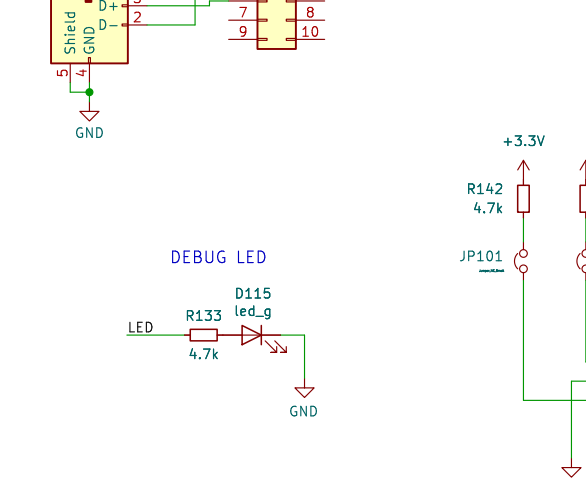 3
D+
2
D-
Shield
GND
5
4
GND
7
8
9
10
+3.3V
R142
4.7k
JP101
DEBUG LED
D115
led_g
LED
R133
4.7k
GND